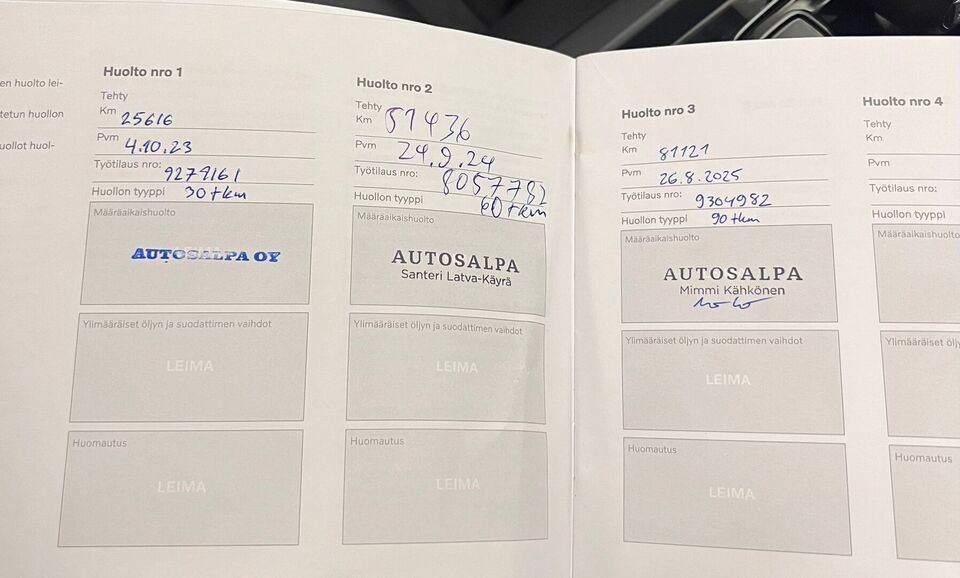 en huolto lei-
tetun huollon
uollot huol-
Huolto nro 1
Tehty
Km 25616
Pvm 4.10.23
Työtilaus nro: 9279161
Huollon tyyppi 30 tkm
Määräaikaishuolto
AUTOSALPA OY
Ylimääräiset öljyn ja suodattimen vaihdot
LEIMA
Huomautus
LEIMA
Huolto nro 2
Tehty
Km 51436
Pvm 24.9.24
Työtilaus nro: 8057782
Huollon tyyppi 60 tkm
Määräaikaishuolto
AUTOSALPA
Santeri Latva-Käyrä
Ylimääräiset öljyn ja suodattimen vaihdot
LEIMA
Huomautus
LEIMA
Huolto nro 3
Tehty
Km 81121
Pvm 26.8.2025
Työtilaus nro: 9304982
Huollon tyyppi 90 tkm
Määräaikaishuolto
AUTOSALPA
Mimmi Kähkönen
Ylimääräiset öljyn ja suodattimen vaihdot
LEIMA
Huomautus
LEIMA
Huolto nro 4
Tehty
Km
Pvm
Työtilaus nro:
Huollon tyyppi
Määräaikaish
Ylimääräiset öljy
Huomautus